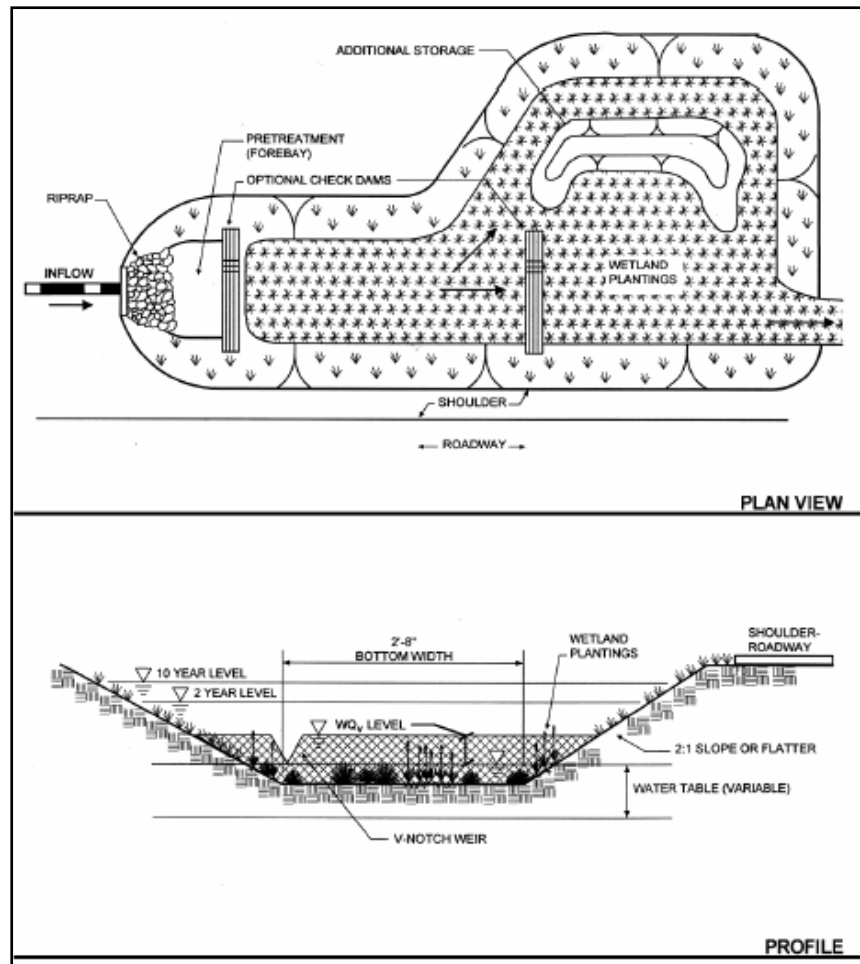 ADDITIONAL STORAGE
PRETREATMENT
(FOREBAY)
OPTIONAL CHECK DAMS
RIPRAP
INFLOW
WETLAND
PLANTINGS
SHOULDER
ROADWAY
PLAN VIEW
2'-8"
BOTTOM WIDTH
WETLAND
PLANTINGS
SHOULDER-
ROADWAY
10 YEAR LEVEL
2 YEAR LEVEL
WQv LEVEL
2:1 SLOPE OR FLATTER
WATER TABLE (VARIABLE)
V-NOTCH WEIR
PROFILE